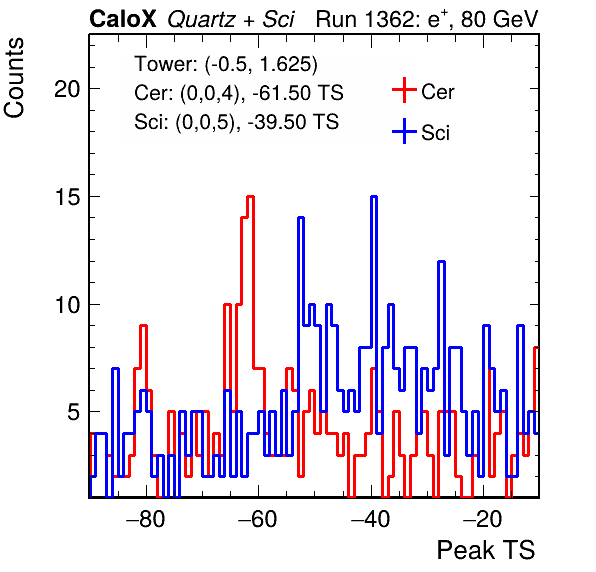 CaloX Quartz + Sci Run 1362: e+, 80 GeV
Counts
Tower: (-0.5, 1.625)
Cer: (0,0,4), -61.50 TS
Sci: (0,0,5), -39.50 TS
Cer
Sci
20
15
10
5
−80 −60 −40 −20
Peak TS